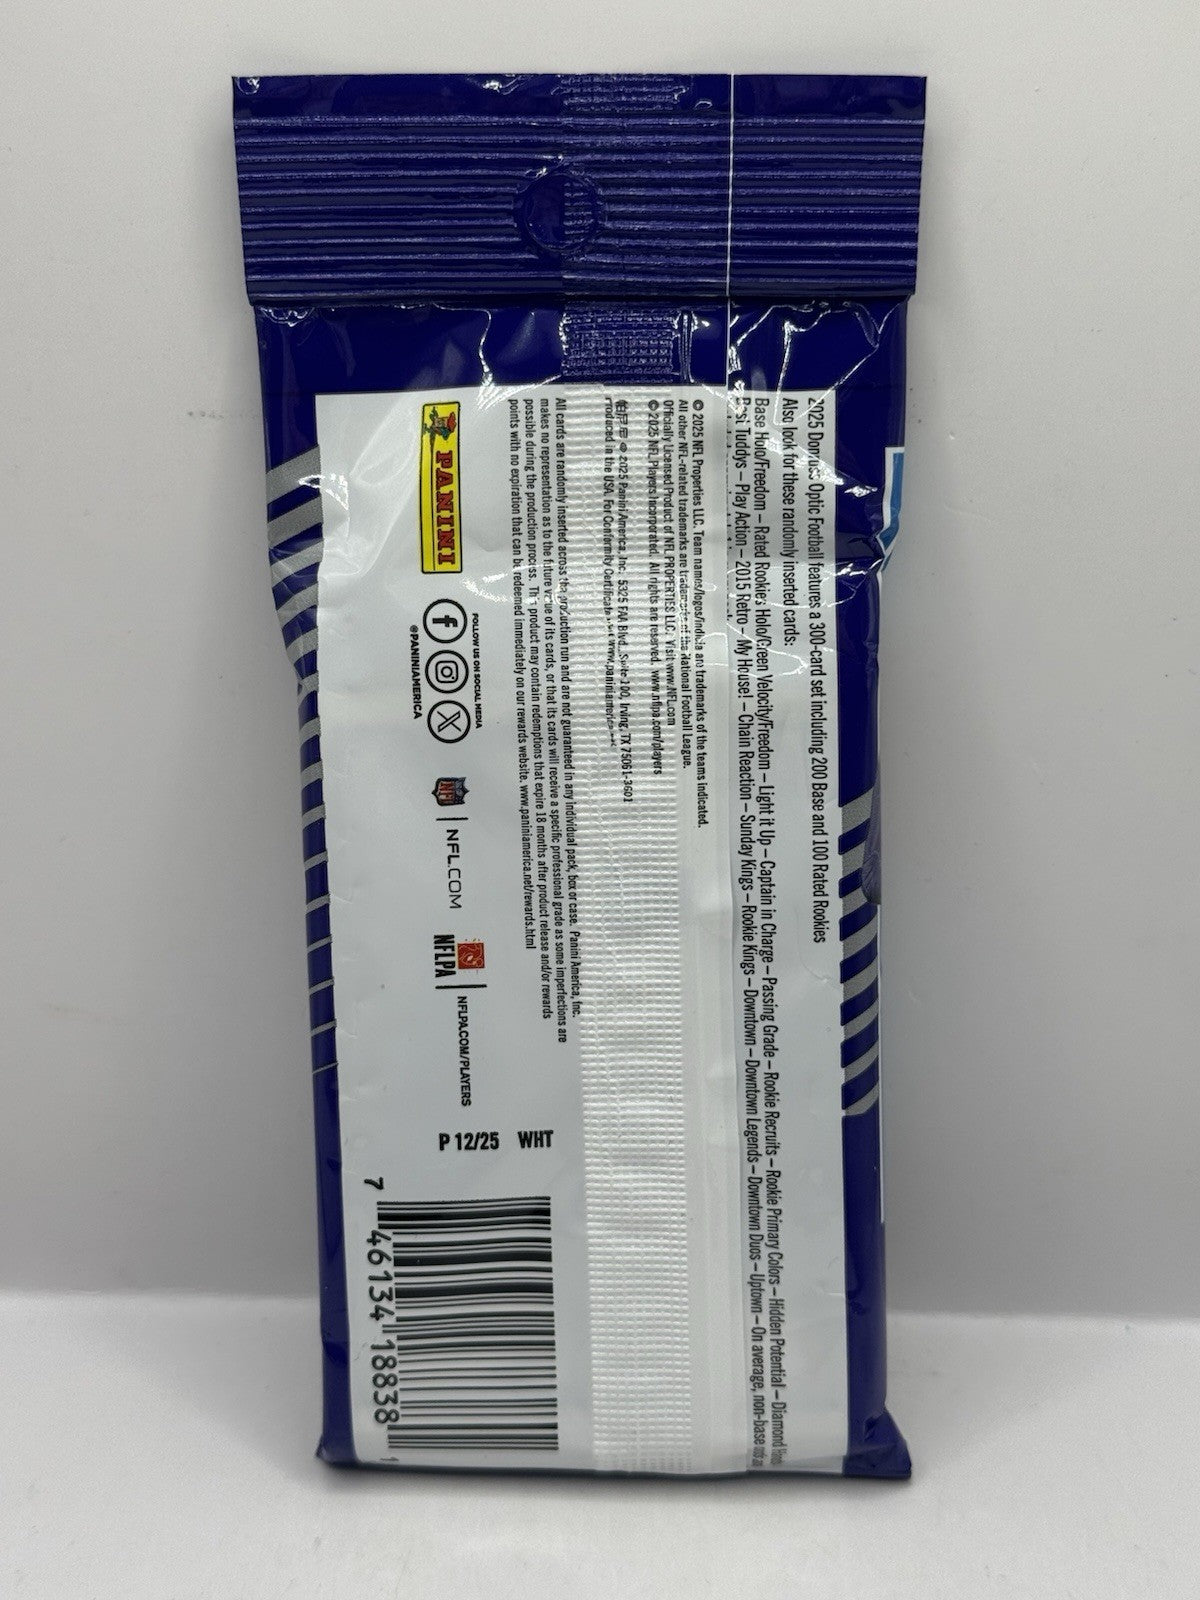 2025 Donruss Optic Football features a 300-card set including 200 Base and 100 Rated Rookies
Also look for these randomly inserted cards:
Base Holo/Freedom – Rated Rookies Holo/Green Velocity/Freedom – Light it Up – Captain in Charge – Passing Grade – Rookie Recruits – Rookie Primary Colors – Hidden Potential – Diamond
Best Tuddys – Play Action – 2015 Retro – My House! – Chain Reaction – Sunday Kings – Rookie Kings – Downtown – Downtown Legends – Downtown Duos – Uptown – On average, non-base
© 2025 NFL Properties LLC. Team names/logos/indicia are trademarks of the teams indicated.
All other NFL-related trademarks are trademarks of the National Football League.
Officially Licensed Product of NFL PROPERTIES LLC. Visit www.NFL.com
© 2025 NFL Players Incorporated. All rights are reserved. www.nflpa.com/players
© 2025 Panini America, Inc. 5325 FAA Blvd., Suite 100, Irving, TX 75061-3601
Produced in the USA. For Conformity Certificate visit www.paniniamerica.net
All cards are randomly inserted across the production run and are not guaranteed in any individual pack, box or case. Panini America, Inc.
makes no representation as to the future value of its cards, or that its cards will receive a specific professional grade as some imperfections are
possible during the production process. This product may contain redemptions that expire 18 months after product release and/or rewards
points with no expiration that can be redeemed immediately on our rewards website. www.paniniamerica.net/rewards.html
PANINI
FOLLOW US ON SOCIAL MEDIA
@PANINIAMERICA
NFL
NFL.COM
NFLPA
NFLPA.COM/PLAYERS
P 12/25 WHT
7 46134 18838 1